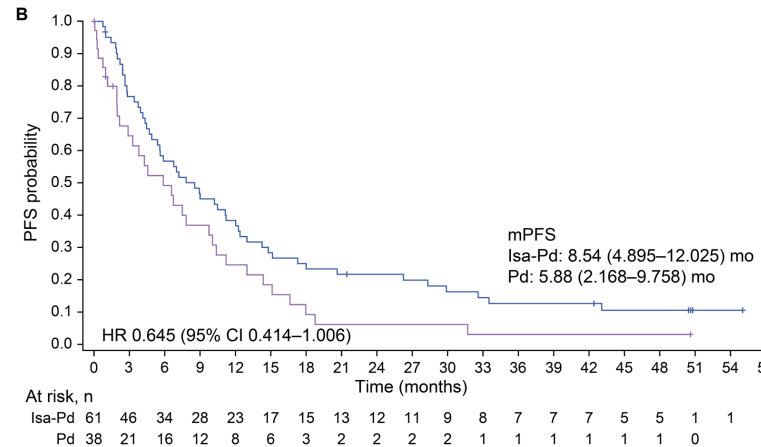 B
PFS probability
1.0
0.9
0.8
0.7
0.6
0.5
0.4
0.3
0.2
0.1
0.0
mPFS
Isa-Pd: 8.54 (4.895–12.025) mo
Pd: 5.88 (2.168–9.758) mo
HR 0.645 (95% CI 0.414–1.006)
0 3 6 9 12 15 18 21 24 27 30 33 36 39 42 45 48 51 54
Time (months)
At risk, n
Isa-Pd 61 46 34 28 23 17 15 13 12 11 9 8 7 7 7 5 5 1 1
Pd 38 21 16 12 8 6 3 2 2 2 2 1 1 1 1 1 1 0